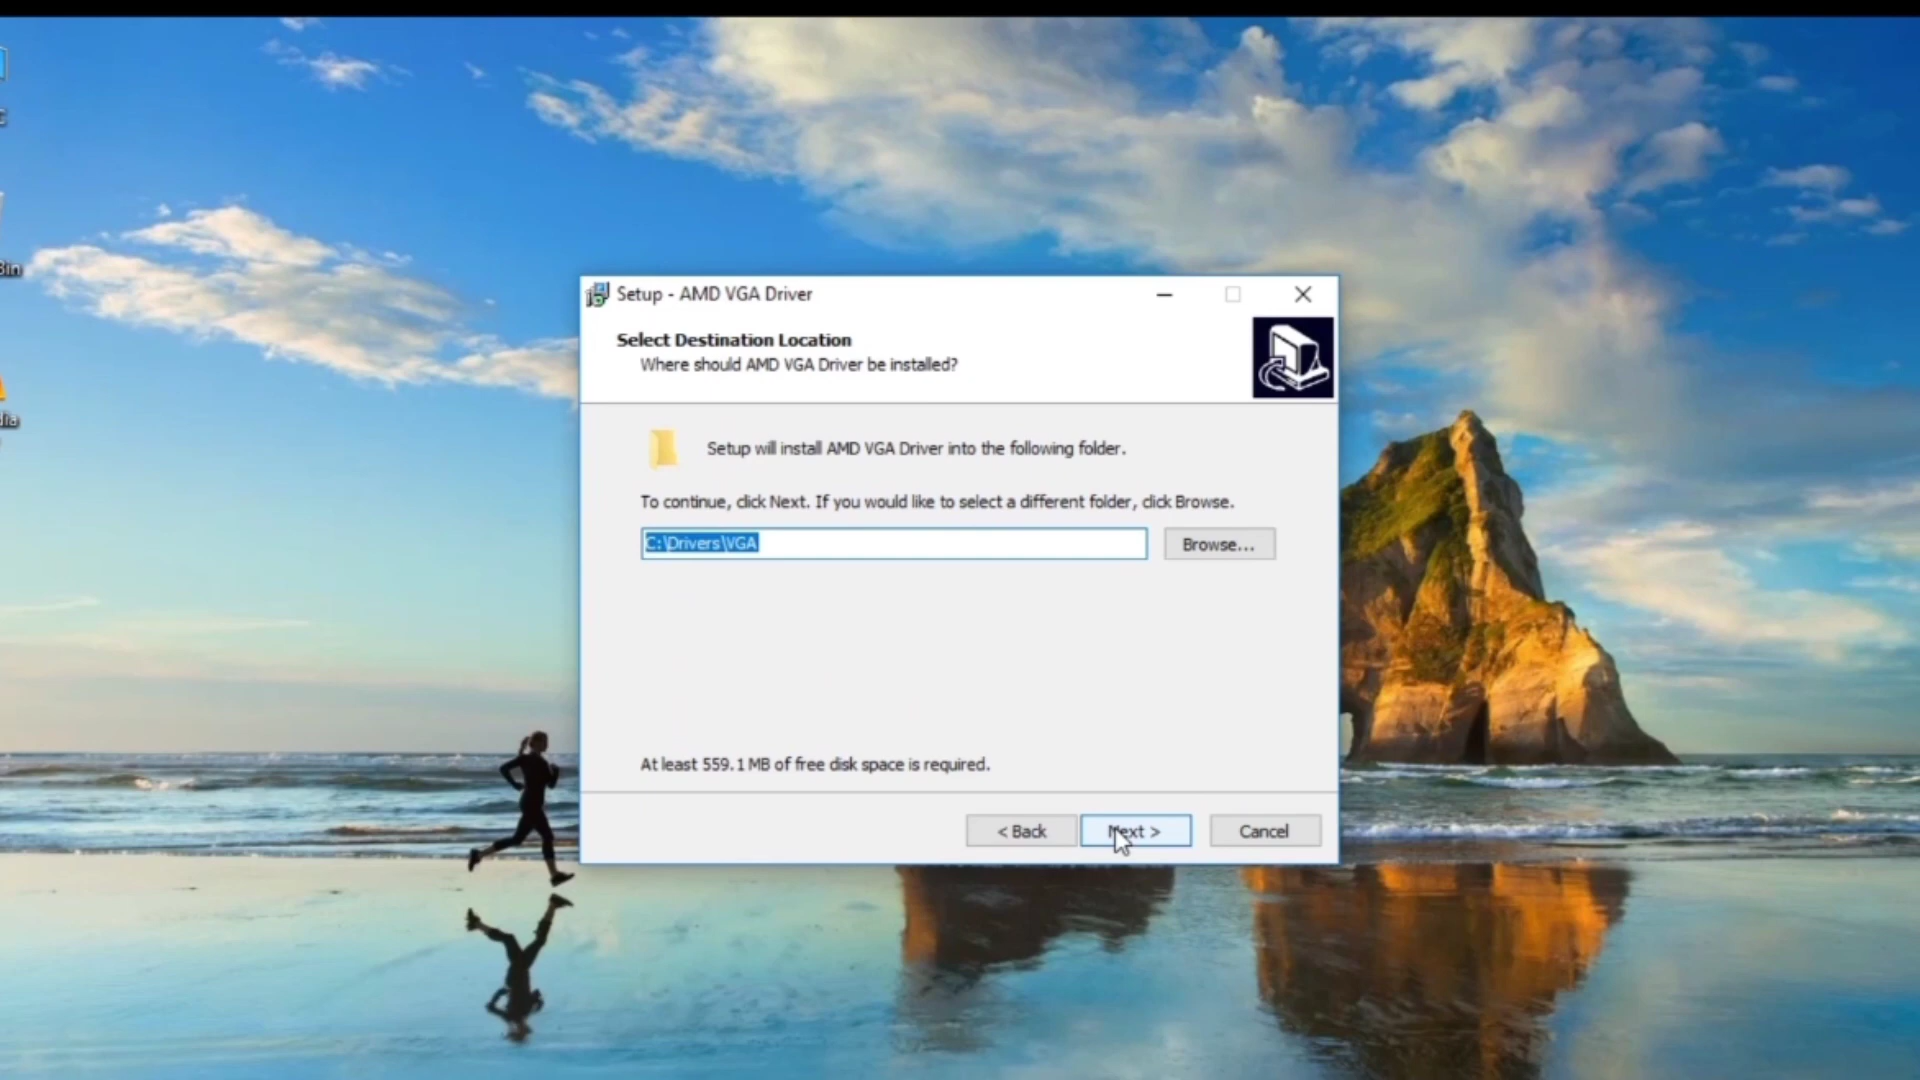 C
Bin
dia
Setup - AMD VGA Driver
Select Destination Location
Where should AMD VGA Driver be installed?
Setup will install AMD VGA Driver into the following folder.
To continue, click Next. If you would like to select a different folder, click Browse.
C:\Drivers\VGA
Browse...
At least 559.1 MB of free disk space is required.
< Back
Next >
Cancel